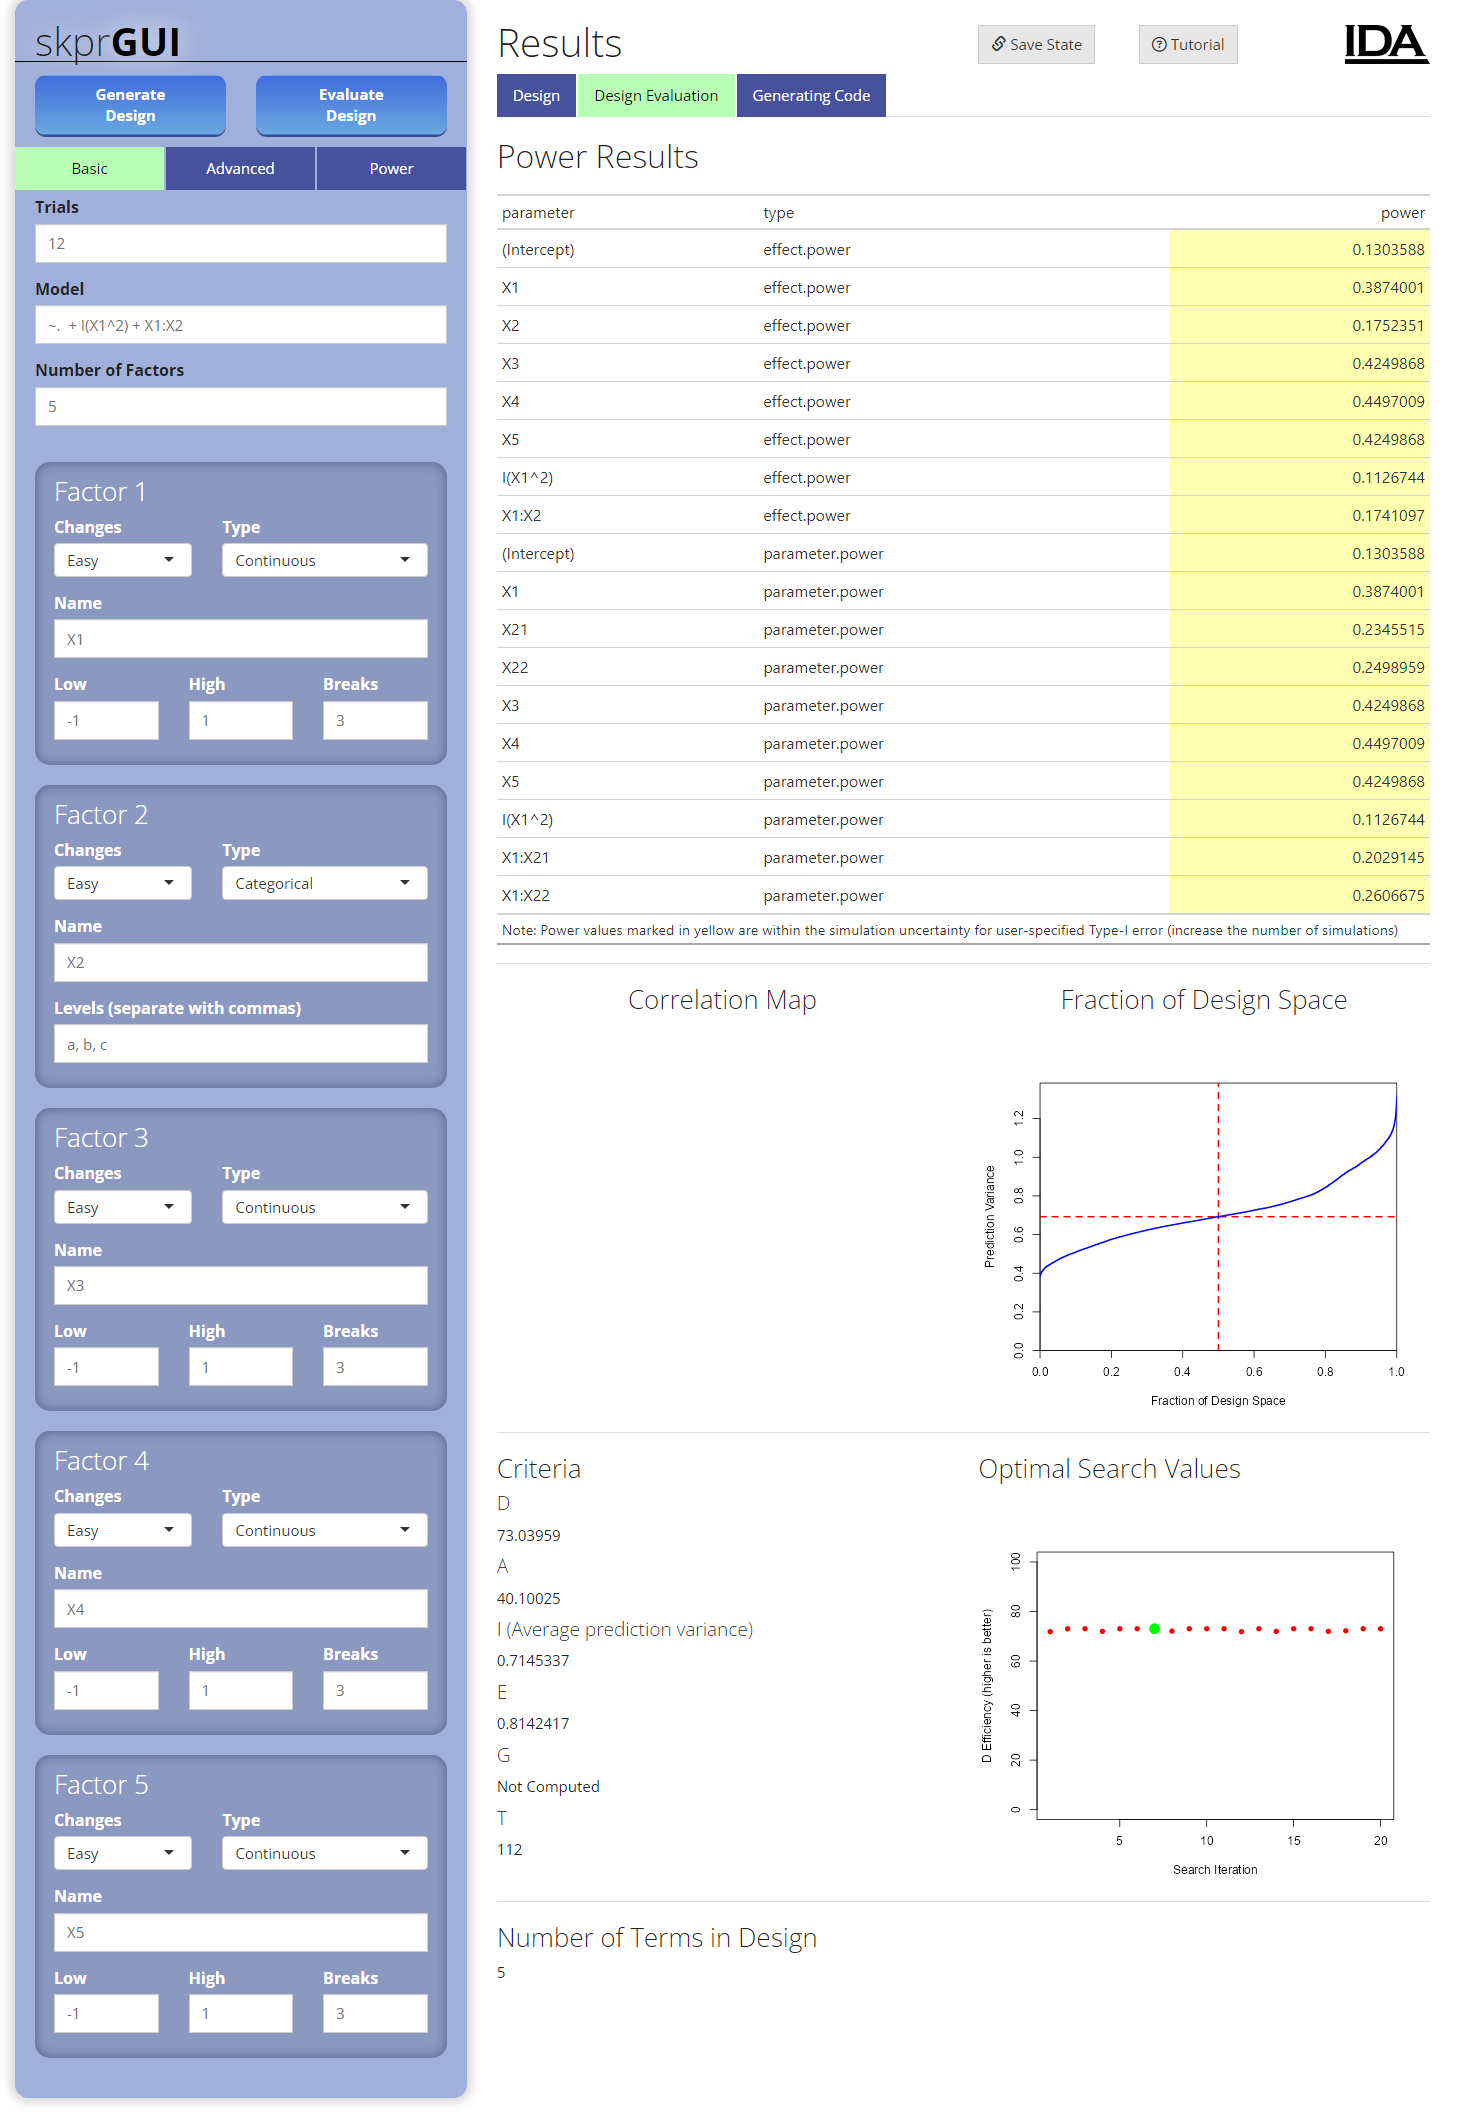 skprGUI
Generate
Design
Evaluate
Design
Basic
Advanced
Power
Trials
12
Model
~. + I(X1^2) + X1:X2
Number of Factors
5
Factor 1
Changes Type
Easy Continuous
Name
X1
Low High Breaks
-1 1 3
Factor 2
Changes Type
Easy Categorical
Name
X2
Levels (separate with commas)
a, b, c
Factor 3
Changes Type
Easy Continuous
Name
X3
Low High Breaks
-1 1 3
Factor 4
Changes Type
Easy Continuous
Name
X4
Low High Breaks
-1 1 3
Factor 5
Changes Type
Easy Continuous
Name
X5
Low High Breaks
-1 1 3
Results
Save State
Tutorial
IDA
Design
Design Evaluation
Generating Code
Power Results
parameter type power
(Intercept) effect.power 0.1303588
X1 effect.power 0.3874001
X2 effect.power 0.1752351
X3 effect.power 0.4249868
X4 effect.power 0.4497009
X5 effect.power 0.4249868
I(X1^2) effect.power 0.1126744
X1:X2 effect.power 0.1741097
(Intercept) parameter.power 0.1303588
X1 parameter.power 0.3874001
X21 parameter.power 0.2345515
X22 parameter.power 0.2498959
X3 parameter.power 0.4249868
X4 parameter.power 0.4497009
X5 parameter.power 0.4249868
I(X1^2) parameter.power 0.1126744
X1:X21 parameter.power 0.2029145
X1:X22 parameter.power 0.2606675
Note: Power values marked in yellow are within the simulation uncertainty for user-specified Type-I error (increase the number of simulations)
Correlation Map
Fraction of Design Space
Prediction Variance
1.2
1.0
0.8
0.6
0.4
0.2
0.0
0.0 0.2 0.4 0.6 0.8 1.0
Fraction of Design Space
Criteria
D
73.03959
A
40.10025
I (Average prediction variance)
0.7145337
E
0.8142417
G
Not Computed
T
112
Optimal Search Values
D Efficiency (higher is better)
100
80
60
40
20
0
5 10 15 20
Search Iteration
Number of Terms in Design
5